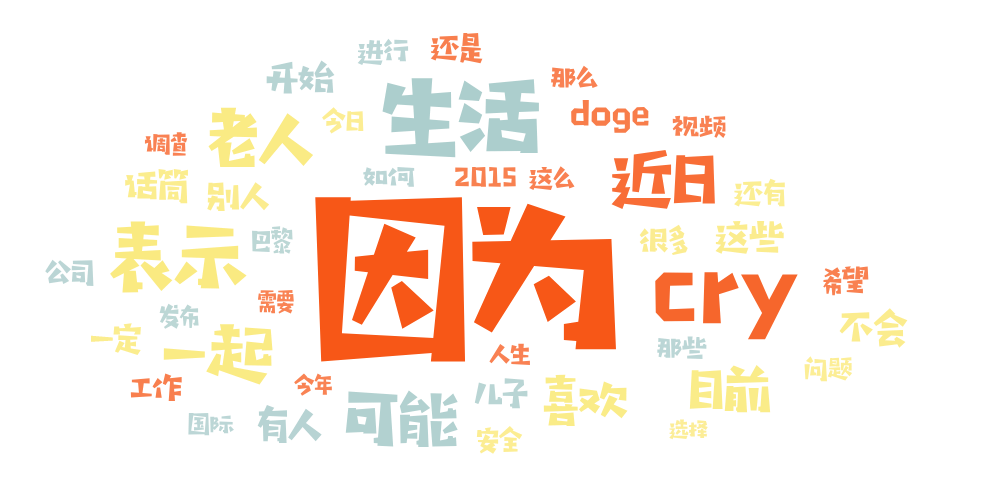 进行
还是
开始
那么
生活
doge
今日
视频
老人
调查
如何
2015
这么
近日
话筒
别人
还有
表示
巴黎
因为
很多
这些
公司
需要
cry
希望
发布
一定
一起
不会
人生
那些
工作
今年
问题
儿子
喜欢
目前
国际
有人
可能
安全
选择